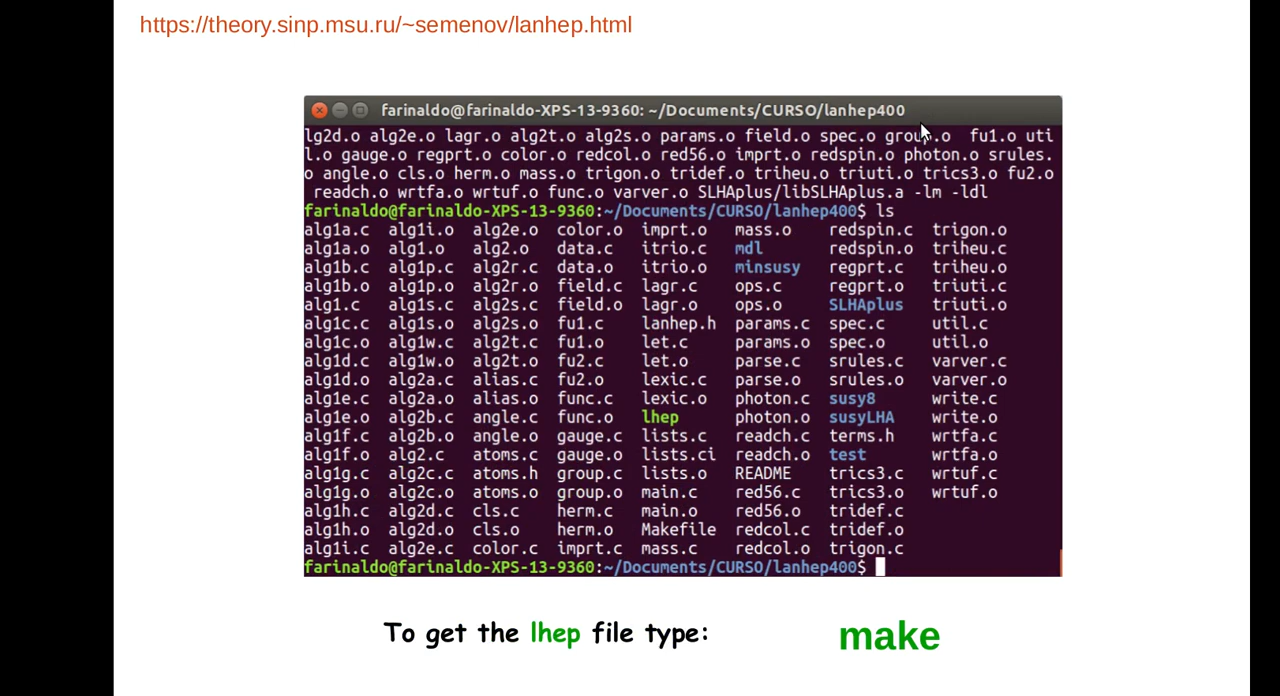 https://theory.sinp.msu.ru/~semenov/lanhep.html
farinaldo@farinaldo-XPS-13-9360: ~/Documents/CURSO/lanhep400
lg2d.o alg2e.o lagr.o alg2t.o alg2s.o params.o field.o spec.o group.o  fu1.o uti
l.o gauge.o regprt.o color.o redcol.o red56.o imprt.o redspin.o photon.o srules.
o angle.o cls.o herm.o mass.o trigon.o tridef.o triheu.o triuti.o trics3.o fu2.o
 readch.o wrtfa.o wrtuf.o func.o varver.o SLHAplus/libSLHAplus.a -lm -ldl
farinaldo@farinaldo-XPS-13-9360:~/Documents/CURSO/lanhep400$ ls
alg1a.c alg1i.o alg2e.o color.o imprt.o mass.o redspin.c trigon.o
alg1a.o alg1.o alg2.o data.c itrio.c mdl redspin.o triheu.c
alg1b.c alg1p.c alg2r.c data.o itrio.o minsusy regprt.c triheu.o
alg1b.o alg1p.o alg2r.o field.c lagr.c ops.c regprt.o triuti.c
alg1.c alg1s.c alg2s.c field.o lagr.o ops.o SLHAplus triuti.o
alg1c.c alg1s.o alg2s.o fu1.c lanhep.h params.c spec.c util.c
alg1c.o alg1w.c alg2t.c fu1.o let.c params.o spec.o util.o
alg1d.c alg1w.o alg2t.o fu2.c let.o parse.c srules.c varver.c
alg1d.o alg2a.c alias.c fu2.o lexic.c parse.o srules.o varver.o
alg1e.c alg2a.o alias.o func.c lexic.o photon.c susy8 write.c
alg1e.o alg2b.c angle.c func.o lhep photon.o susyLHA write.o
alg1f.c alg2b.o angle.o gauge.c lists.c readch.c terms.h wrtfa.c
alg1f.o alg2.c atoms.c gauge.o lists.ci readch.o test wrtfa.o
alg1g.c alg2c.c atoms.h group.c lists.o README trics3.c wrtuf.c
alg1g.o alg2c.o atoms.o group.o main.c red56.c trics3.o wrtuf.o
alg1h.c alg2d.c cls.c herm.c main.o red56.o tridef.c
alg1h.o alg2d.o cls.o herm.o Makefile redcol.c tridef.o
alg1i.c alg2e.c color.c imprt.c mass.c redcol.o trigon.c
farinaldo@farinaldo-XPS-13-9360:~/Documents/CURSO/lanhep400$
To get the lhep file type: make